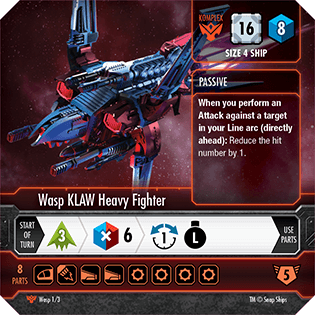 KOMPLEX
16
8
SIZE 4 SHIP
PASSIVE
When you perform an
Attack against a target
in your Line arc (directly
ahead): Reduce the hit
number by 1.
Wasp KLAW Heavy Fighter
START
OF
TURN
3
6
1
L
USE
PARTS
8
PARTS
5
Wasp 1/3
TM © Snap Ships